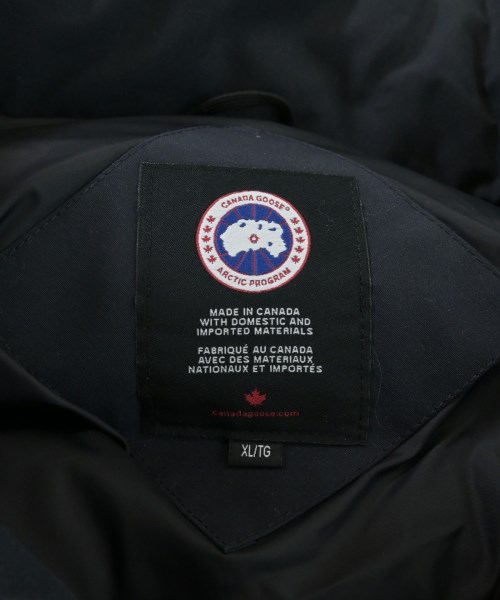 CANADA GOOSE®
ARCTIC PROGRAM
MADE IN CANADA
WITH DOMESTIC AND
IMPORTED MATERIALS
FABRIQUÉ AU CANADA
AVEC DES MATERIAUX
NATIONAUX ET IMPORTÉS
canadagoose.com
XL/TG